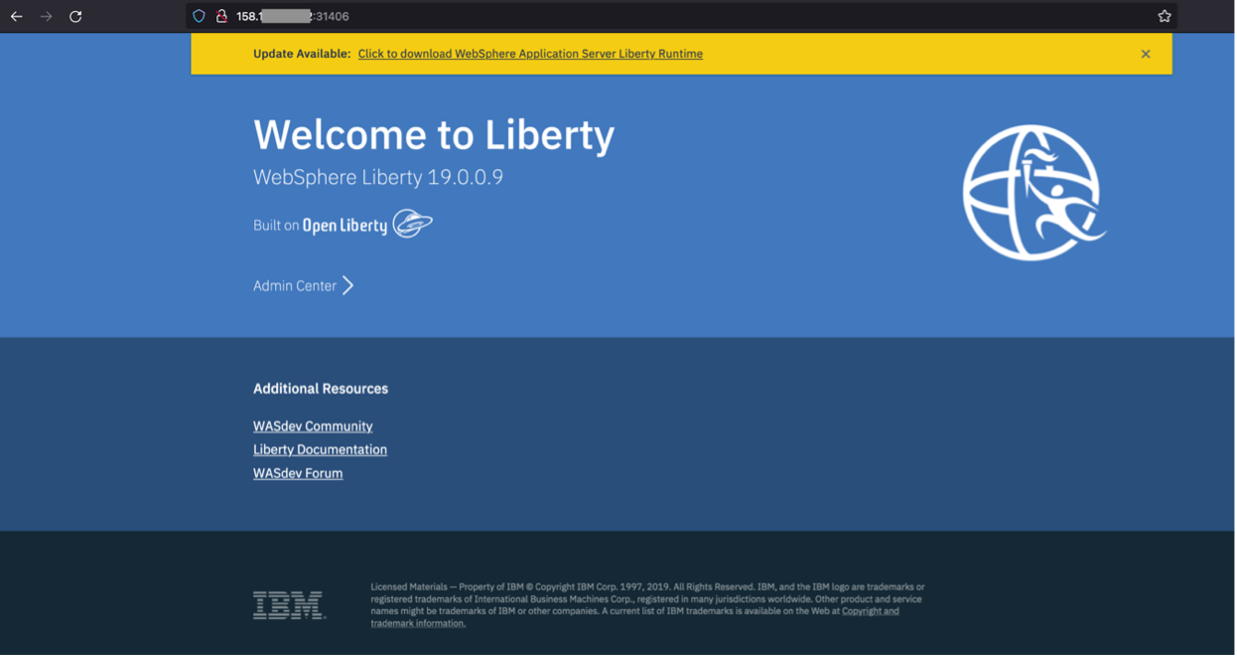 158.1 :31406
Update Available: Click to download WebSphere Application Server Liberty Runtime
Welcome to Liberty
WebSphere Liberty 19.0.0.9
Built on Open Liberty
Admin Center
Additional Resources
WASdev Community
Liberty Documentation
WASdev Forum
IBM.
Licensed Materials — Property of IBM © Copyright IBM Corp. 1997, 2019. All Rights Reserved. IBM, and the IBM logo are trademarks or
registered trademarks of International Business Machines Corp., registered in many jurisdictions worldwide. Other product and service
names might be trademarks of IBM or other companies. A current list of IBM trademarks is available on the Web at Copyright and
trademark information.